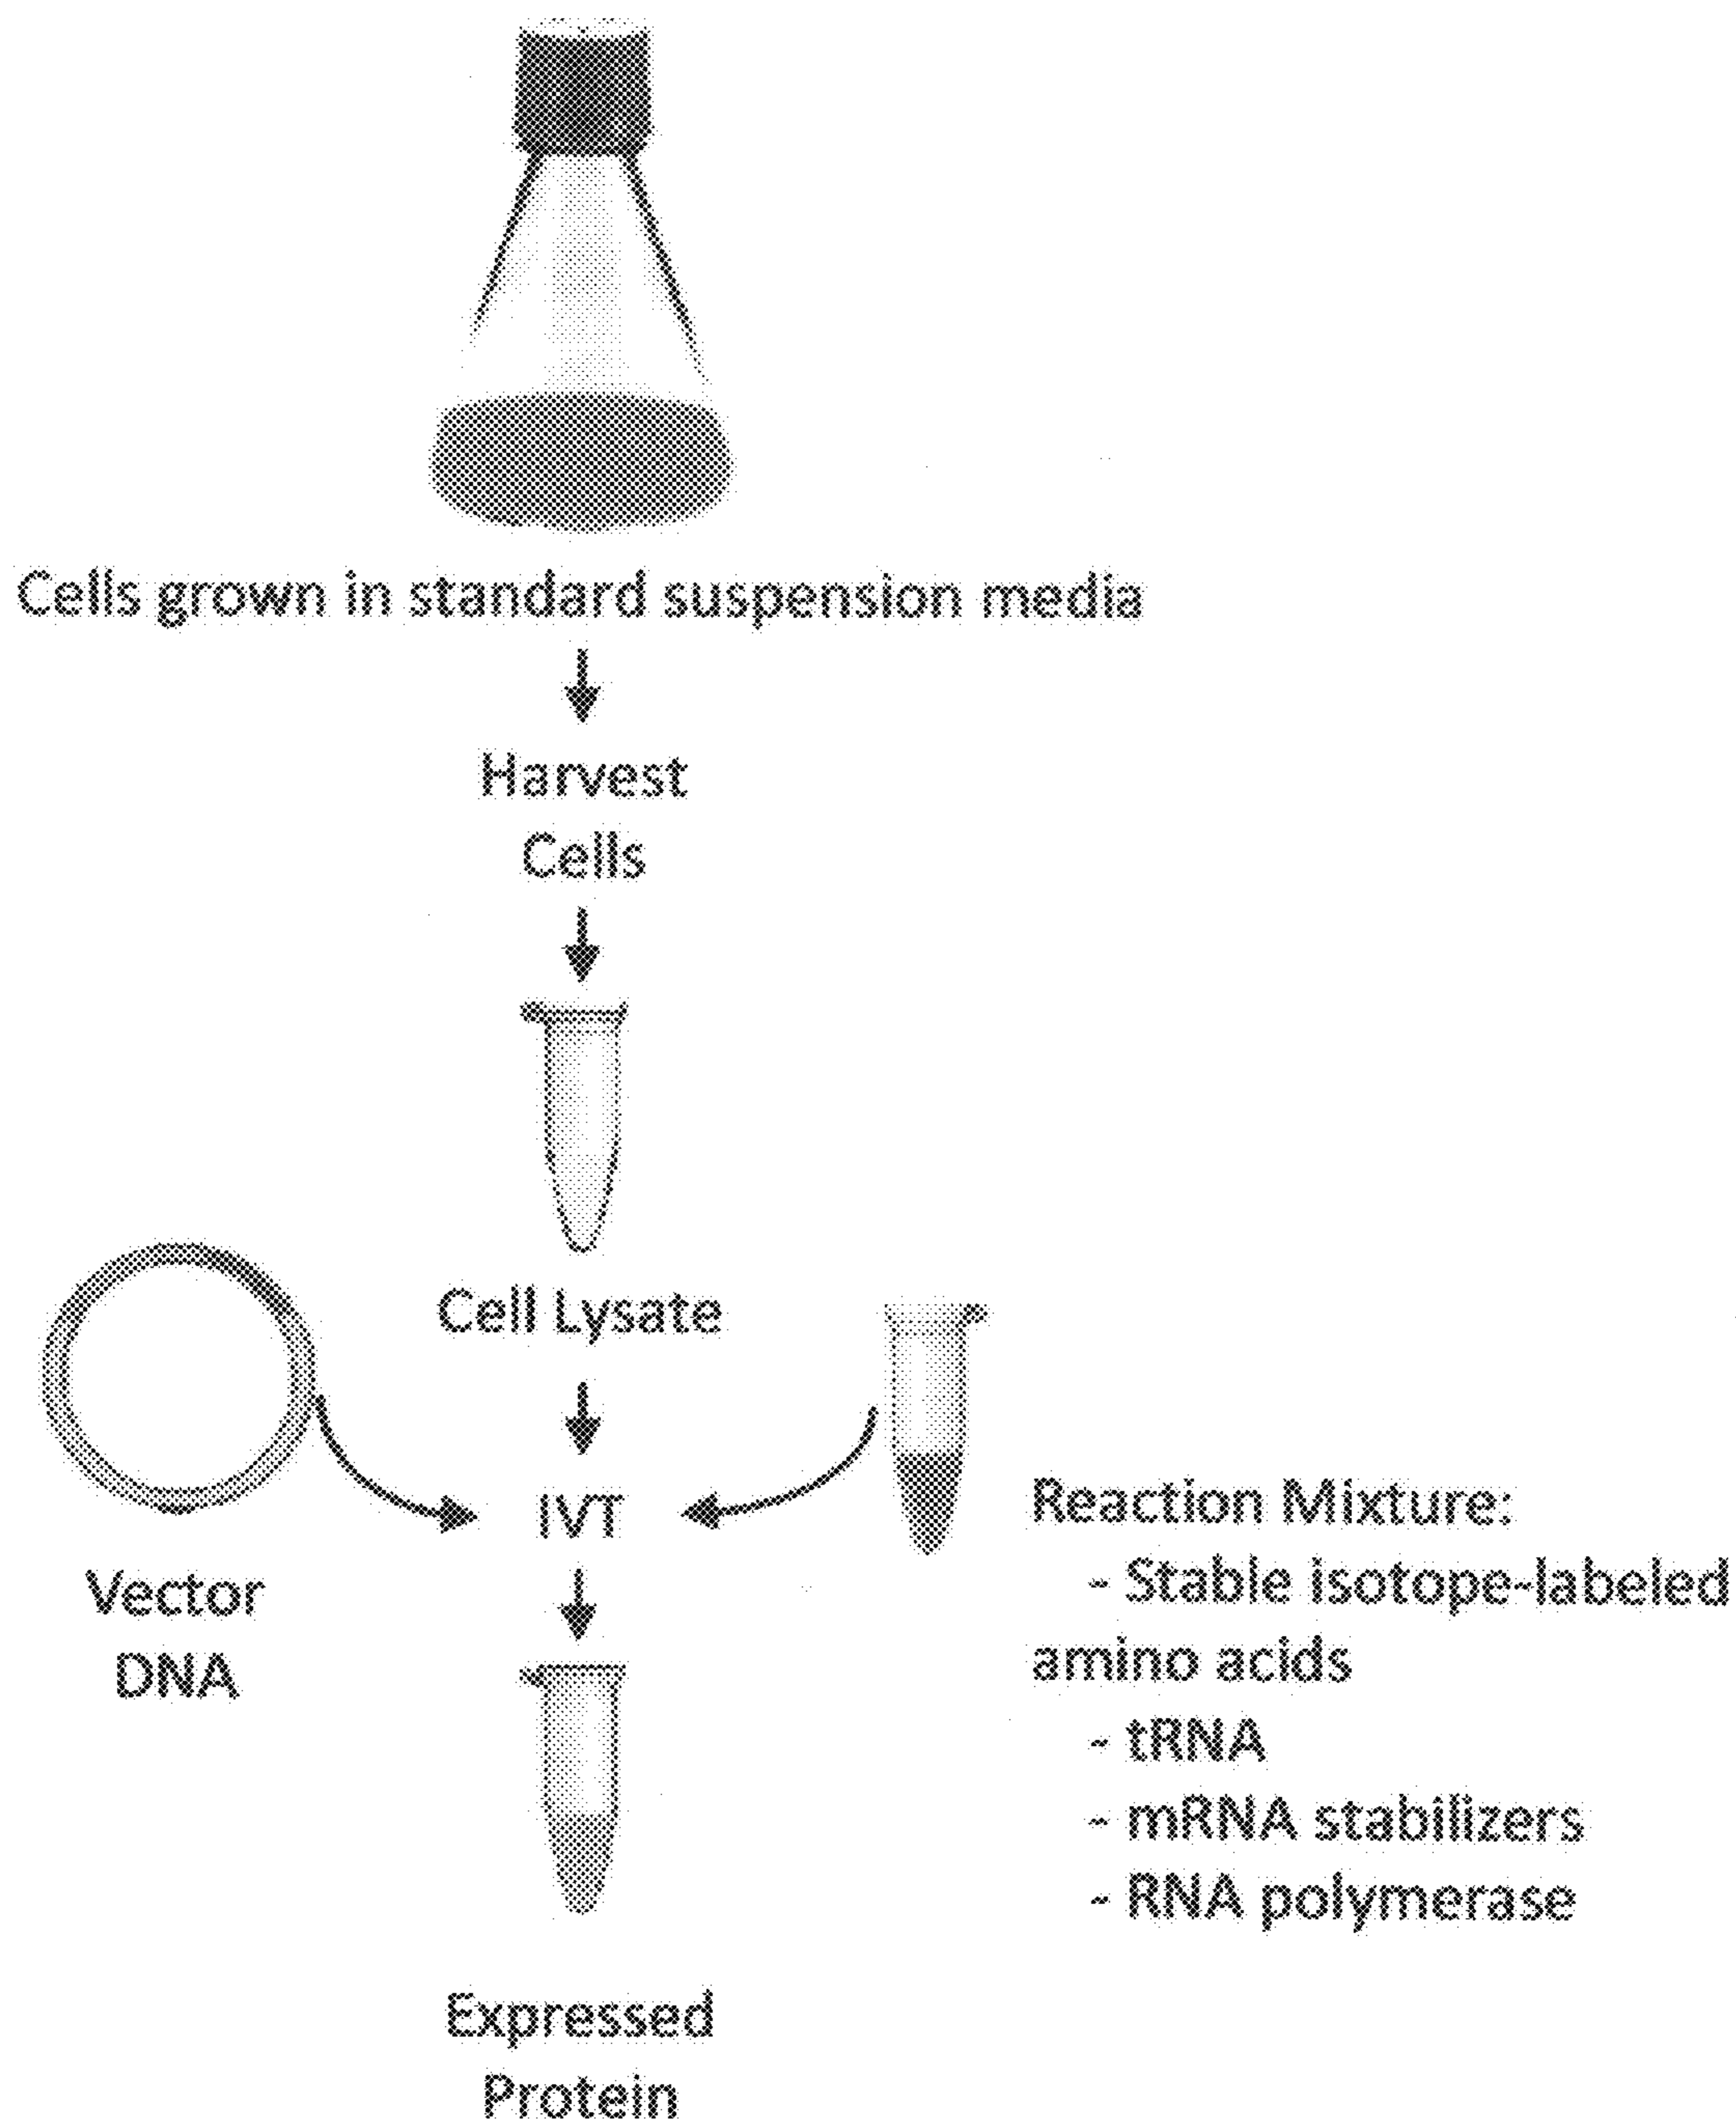 Cells grown in standard suspension media
Harvest
Cells
Cell Lysate
IVT
Vector
DNA
Reaction Mixture:
- Stable isotope-labeled
amino acids
- tRNA
- mRNA stabilizers
- RNA polymerase
Expressed
Protein